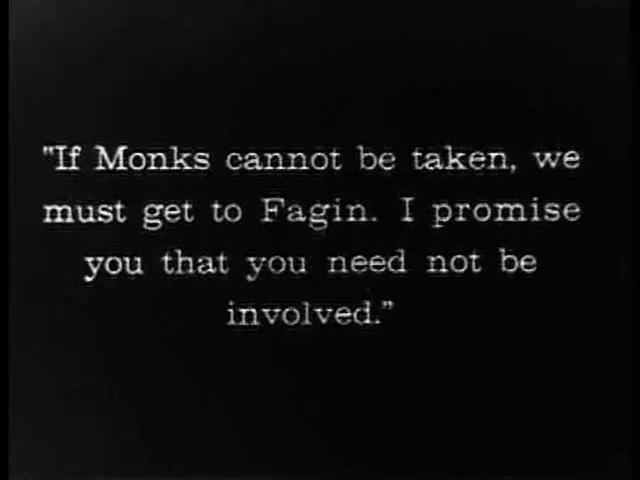 "If Monks cannot be taken, we
must get to Fagin. I promise
you that you need not be
involved."